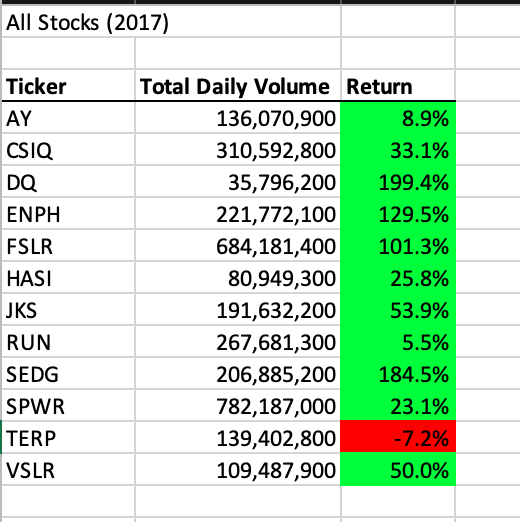 All Stocks (2017)
Ticker Total Daily Volume Return
AY 136,070,900 8.9%
CSIQ 310,592,800 33.1%
DQ 35,796,200 199.4%
ENPH 221,772,100 129.5%
FSLR 684,181,400 101.3%
HASI 80,949,300 25.8%
JKS 191,632,200 53.9%
RUN 267,681,300 5.5%
SEDG 206,885,200 184.5%
SPWR 782,187,000 23.1%
TERP 139,402,800 -7.2%
VSLR 109,487,900 50.0%